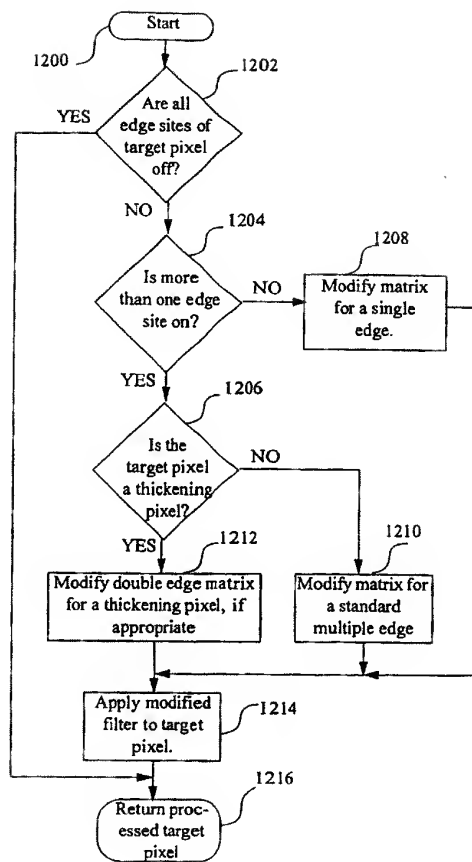 Start
1200
1202
YES
Are all
edge sites of
target pixel
off?
NO
1204
1208
Is more
than one edge
site on?
NO
Modify matrix
for a single
edge.
YES
1206
Is the
target pixel
a thickening
pixel?
NO
YES
1212
1210
Modify double edge matrix
for a thickening pixel, if
appropriate
Modify matrix for
a standard
multiple edge
Apply modified
filter to target
pixel.
1214
1216
Return proc-
essed target
pixel